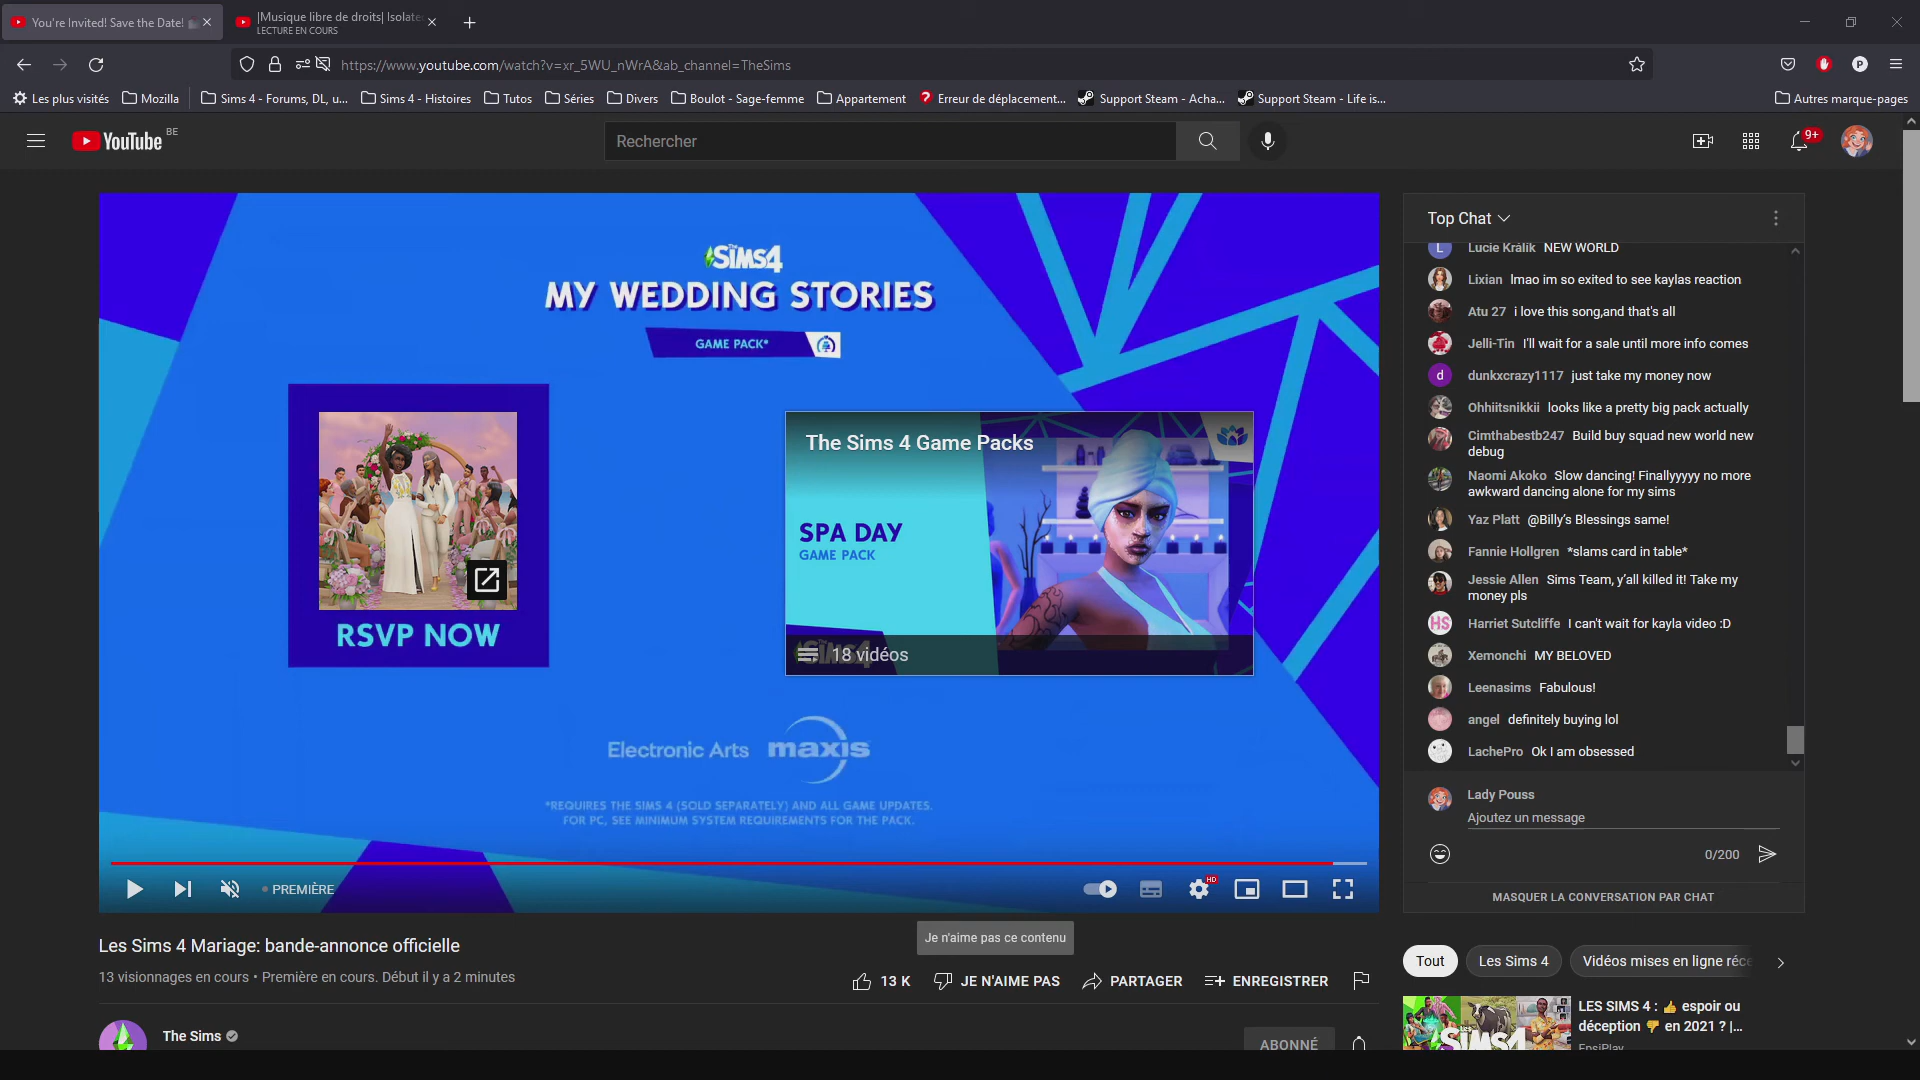 You're Invited! Save the Date!
|Musique libre de droits| Isolate
LECTURE EN COURS
https://www.youtube.com/watch?v=xr_5WU_nWrA&ab_channel=TheSims
Les plus visités
Mozilla
Sims 4 - Forums, DL, u...
Sims 4 - Histoires
Tutos
Séries
Divers
Boulot - Sage-femme
Appartement
Erreur de déplacement...
Support Steam - Acha...
Support Steam - Life is...
Autres marque-pages
YouTube BE
Rechercher
9+
The SiMS4
MY WEDDING STORIES
GAME PACK*
RSVP NOW
The Sims 4 Game Packs
SPA DAY
GAME PACK
18 vidéos
Electronic Arts maxis
*REQUIRES THE SIMS 4 (SOLD SEPARATELY) AND ALL GAME UPDATES.
FOR PC, SEE MINIMUM SYSTEM REQUIREMENTS FOR THE PACK.
PREMIÈRE
HD
Top Chat
L Lucie Králik NEW WORLD
Lixian lmao im so exited to see kaylas reaction
Atu 27 i love this song,and that's all
Jelli-Tin I'll wait for a sale until more info comes
d dunkxcrazy1117 just take my money now
Ohhiitsnikkii looks like a pretty big pack actually
Cimthabestb247 Build buy squad new world new
debug
Naomi Akoko Slow dancing! Finallyyyyy no more
awkward dancing alone for my sims
Yaz Platt @Billy's Blessings same!
Fannie Hollgren *slams card in table*
Jessie Allen Sims Team, y'all killed it! Take my
money pls
HS Harriet Sutcliffe I can't wait for kayla video :D
Xemonchi MY BELOVED
Leenasims Fabulous!
angel definitely buying lol
LachePro Ok I am obsessed
Lady Pouss
Ajoutez un message
0/200
MASQUER LA CONVERSATION PAR CHAT
Je n'aime pas ce contenu
Les Sims 4 Mariage: bande-annonce officielle
13 visionnages en cours • Première en cours. Début il y a 2 minutes
13 K
JE N'AIME PAS
PARTAGER
ENREGISTRER
The Sims
ABONNÉ
Tout
Les Sims 4
Vidéos mises en ligne réce
LES SIMS 4 : 👍 espoir ou
déception 👎 en 2021 ? |...
EpsiPlay